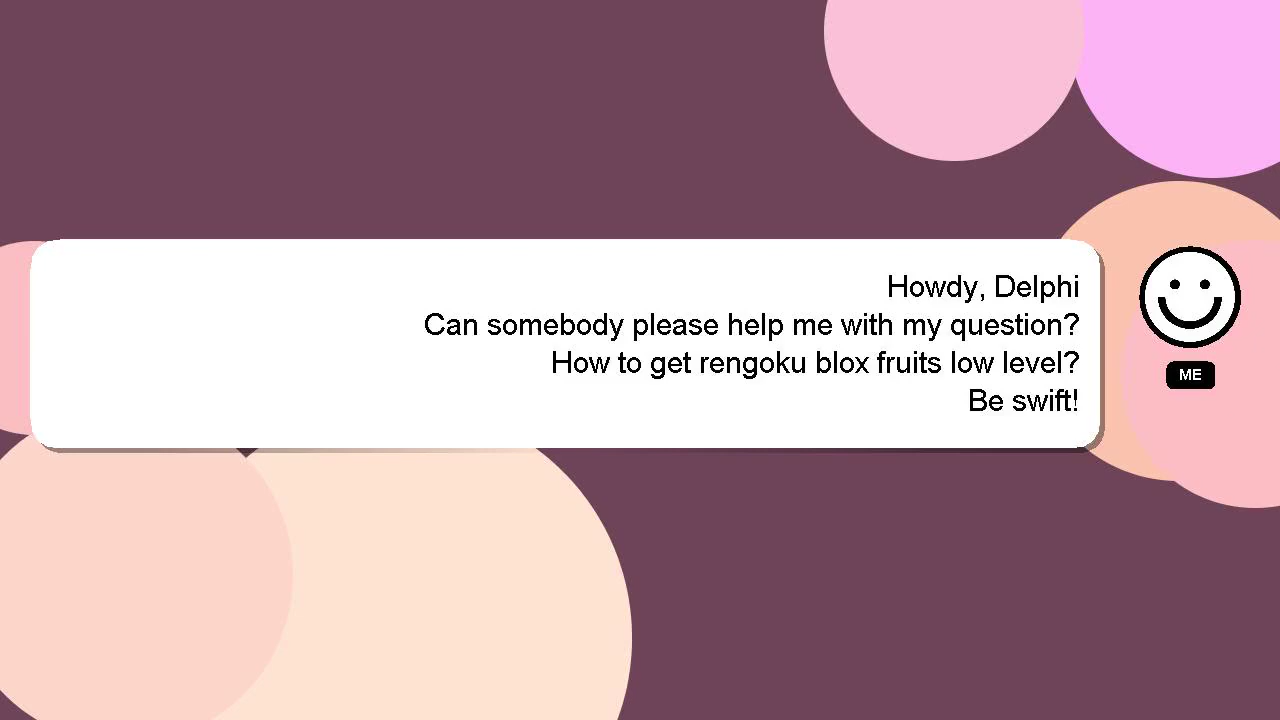 Howdy, Delphi
Can somebody please help me with my question?
How to get rengoku blox fruits low level?
Be swift!
ME